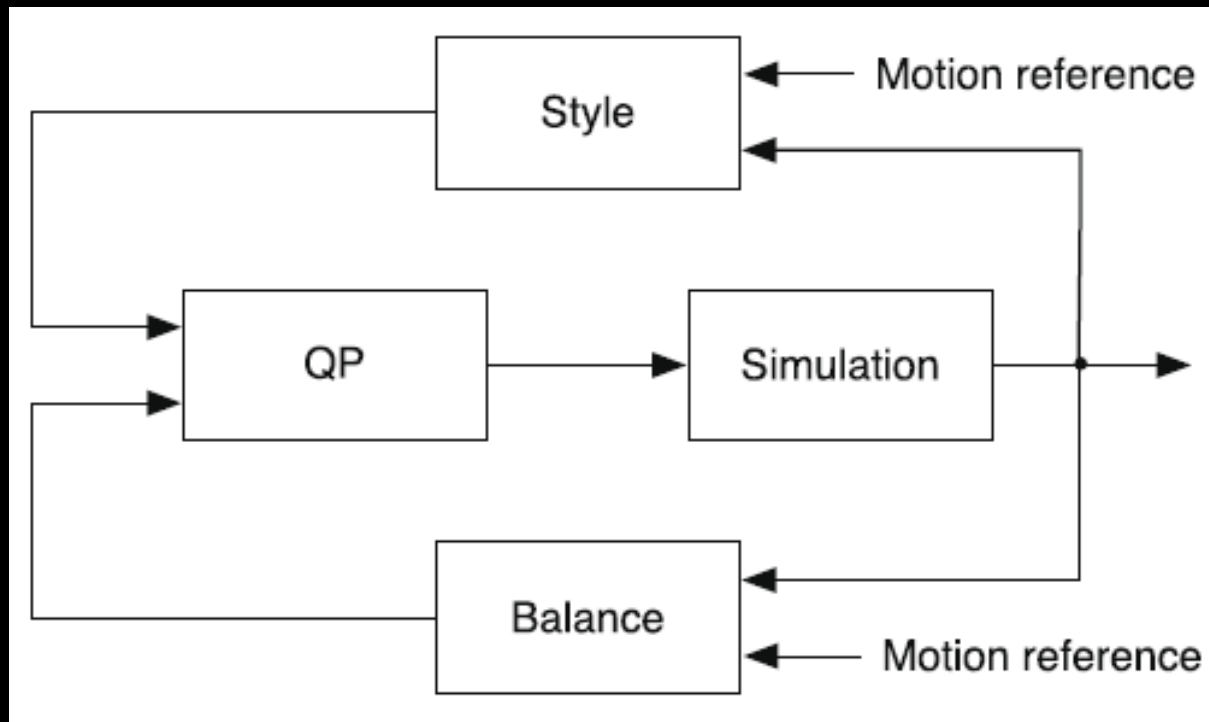 Style
Motion reference
QP
Simulation
Balance
Motion reference